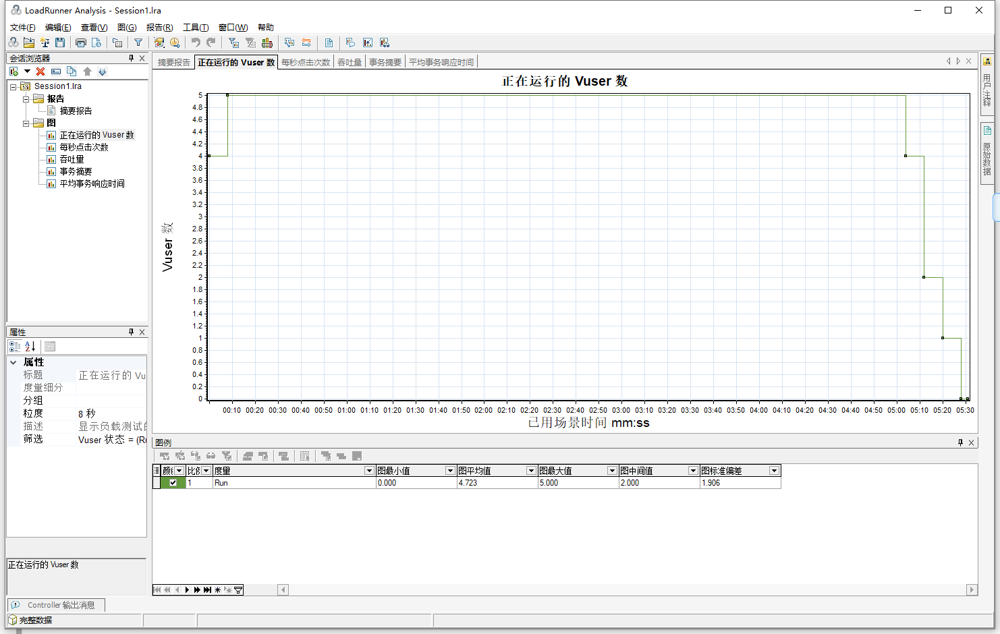 LoadRunner Analysis - Session1.lra
文件(F) 编辑(E) 查看(V) 图(G) 报告(R) 工具(T) 窗口(W) 帮助
会话浏览器
Session1.lra
报告
摘要报告
图
正在运行的 Vuser 数
每秒点击次数
吞吐量
事务摘要
平均事务响应时间
属性
属性
标题 正在运行的 Vu
度量细分
分组
粒度 8 秒
描述 显示负载测试的
筛选 Vuser 状态 = (Ru
正在运行的 Vuser 数
摘要报告 正在运行的 Vuser 数 每秒点击次数 吞吐量 事务摘要 平均事务响应时间
正在运行的 Vuser 数
Vuser 数
5
4.8
4.6
4.4
4.2
4
3.8
3.6
3.4
3.2
3
2.8
2.6
2.4
2.2
2
1.8
1.6
1.4
1.2
1
0.8
0.6
0.4
0.2
0
00:10 00:20 00:30 00:40 00:50 01:00 01:10 01:20 01:30 01:40 01:50 02:00 02:10 02:20 02:30 02:40 02:50 03:00 03:10 03:20 03:30 03:40 03:50 04:00 04:10 04:20 04:30 04:40 04:50 05:00 05:10 05:20 05:30
已用场景时间 mm:ss
用户注释
原始数据
图例
颜色 比例 度量 图最小值 图平均值 图最大值 图中间值 图标准偏差
1 Run 0.000 4.723 5.000 2.000 1.906
Controller 输出消息
完整数据